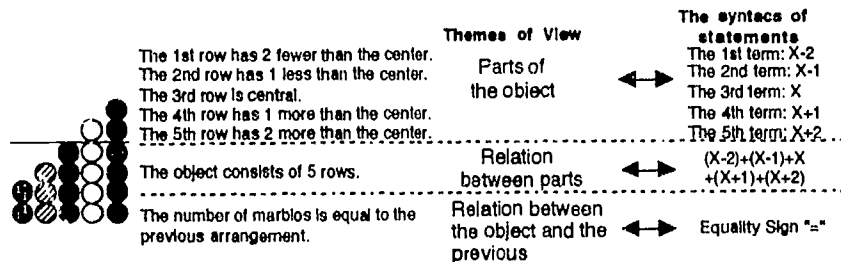 Themes of View
The syntacs of
statements
The 1st row has 2 fewer than the center.
The 2nd row has 1 less than the center.
The 3rd row is central.
The 4th row has 1 more than the center.
The 5th row has 2 more than the center.
Parts of
the object
The 1st term: X-2
The 2nd term: X-1
The 3rd term: X
The 4th term: X+1
The 5th term: X+2
The object consists of 5 rows.
Relation
between parts
(X-2)+(X-1)+X
+(X+1)+(X+2)
The number of marblos is equal to the
previous arrangement.
Relation between
the object and the
previous
Equality Sign "="